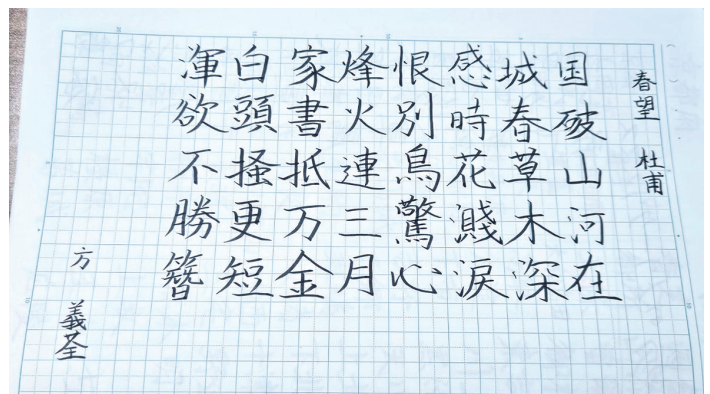 春望 杜甫
国破山河在
城春草木深
感時花濺淚
恨別鳥驚心
烽火連三月
家書抵万金
白頭搔更短
渾欲不勝簪
方 義荃